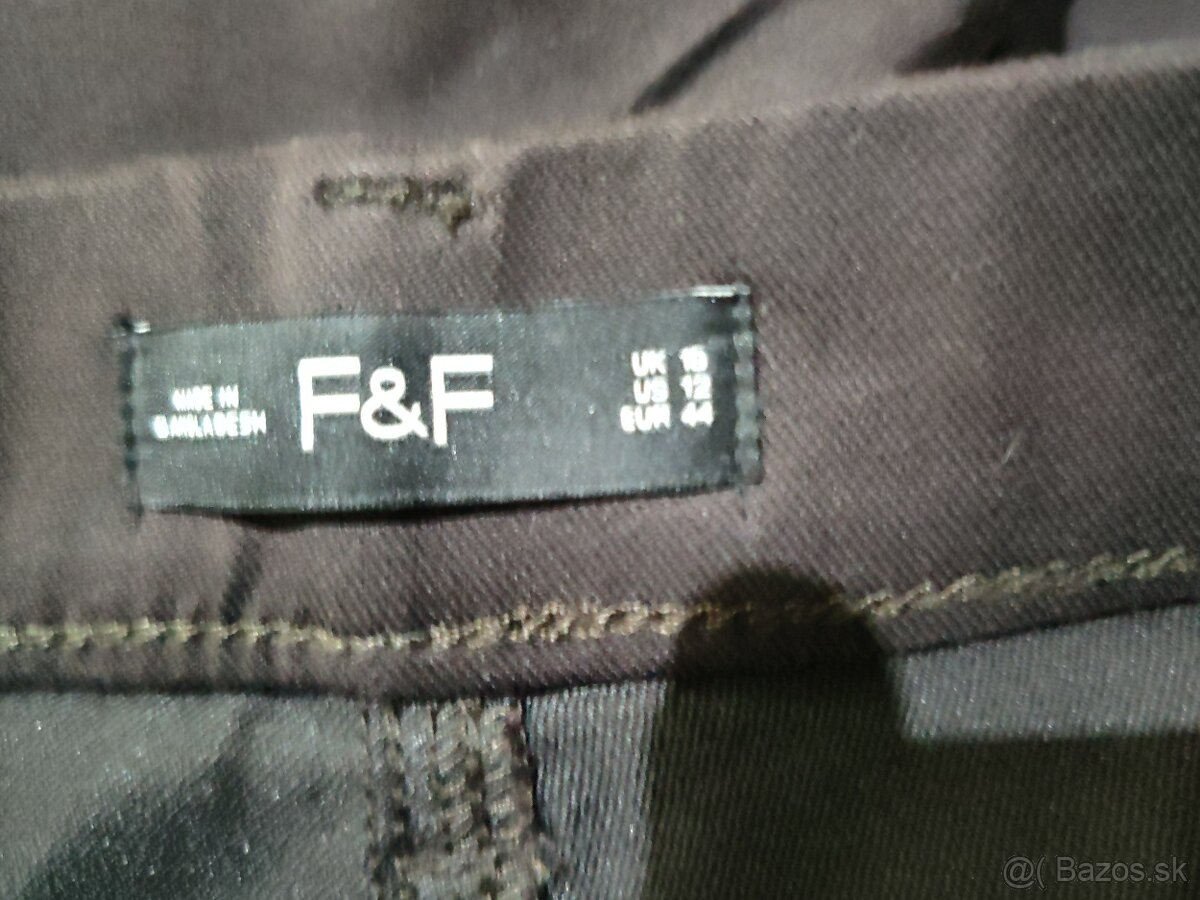 MADE IN
BANGLADESH
F&F
UK 16
US 12
EUR 44
@( Bazos.sk